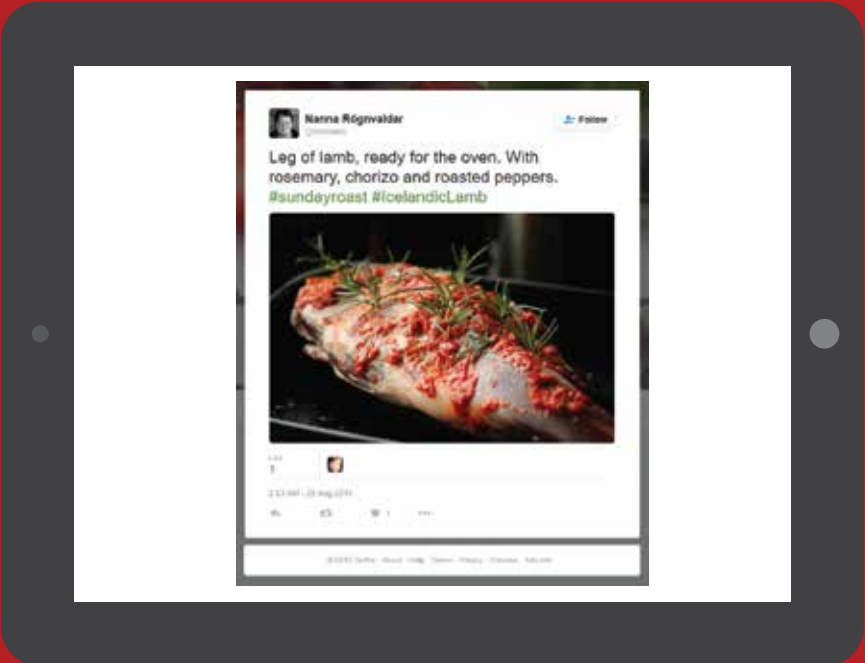 Nanna Rögnvaldar
Follow
Leg of lamb, ready for the oven. With
rosemary, chorizo and roasted peppers.
#sundayroast #IcelandicLamb